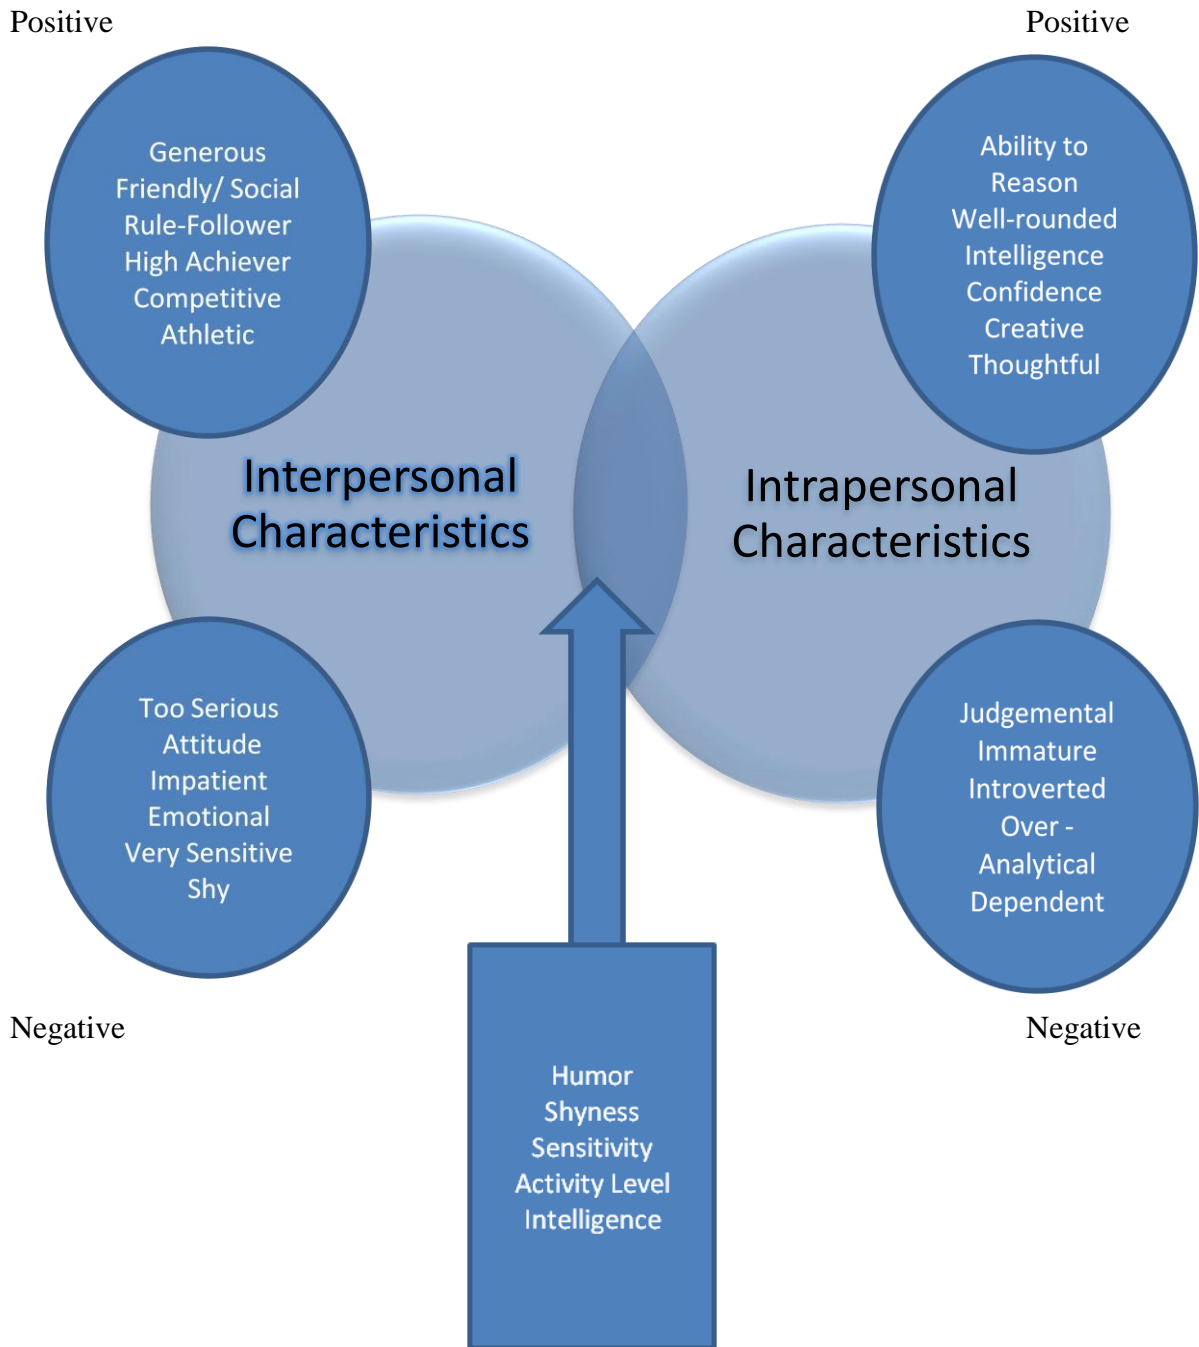 Positive
Positive
Generous
Friendly/ Social
Rule-Follower
High Achiever
Competitive
Athletic
Ability to
Reason
Well-rounded
Intelligence
Confidence
Creative
Thoughtful
Interpersonal
Characteristics
Intrapersonal
Characteristics
Too Serious
Attitude
Impatient
Emotional
Very Sensitive
Shy
Judgemental
Immature
Introverted
Over -
Analytical
Dependent
Negative
Negative
Humor
Shyness
Sensitivity
Activity Level
Intelligence